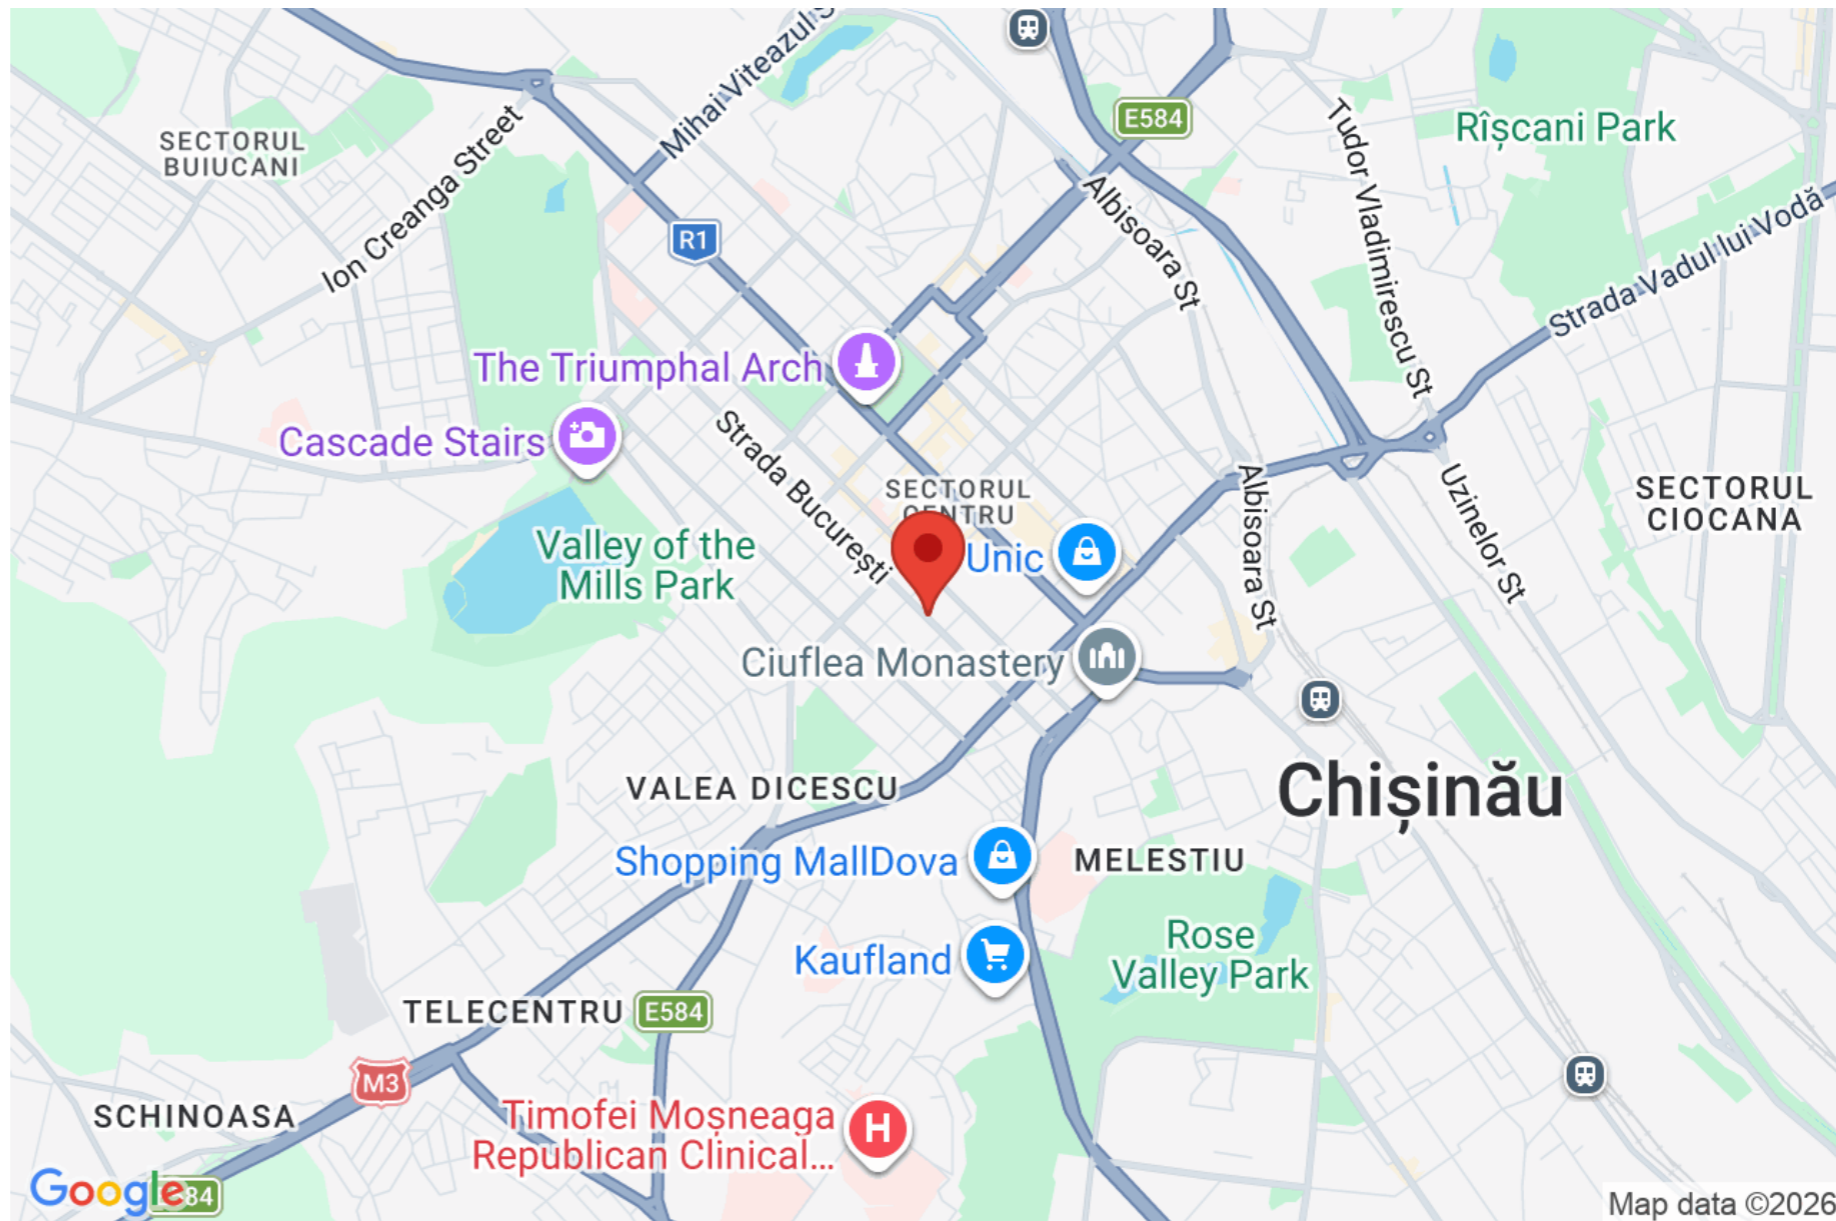 E584
Rîșcani Park
SECTORUL
BUIUCANI
Mihai Viteazul S
Ion Creanga Street
Tudor Vladimirescu St
Albisoara St
R1
Strada Vadul lui Vodă
The Triumphal Arch
Cascade Stairs
Strada București
SECTORUL
CENTRU
Albisoara St
Uzinelor St
SECTORUL
CIOCANA
Valley of the
Mills Park
Unic
Ciuflea Monastery
Chișinău
VALEA DICESCU
Shopping MallDova
MELESTIU
Kaufland
Rose
Valley Park
TELECENTRU
E584
M3
SCHINOASA
Timofei Moșneaga
Republican Clinical...
H
Google
84
Map data ©2026